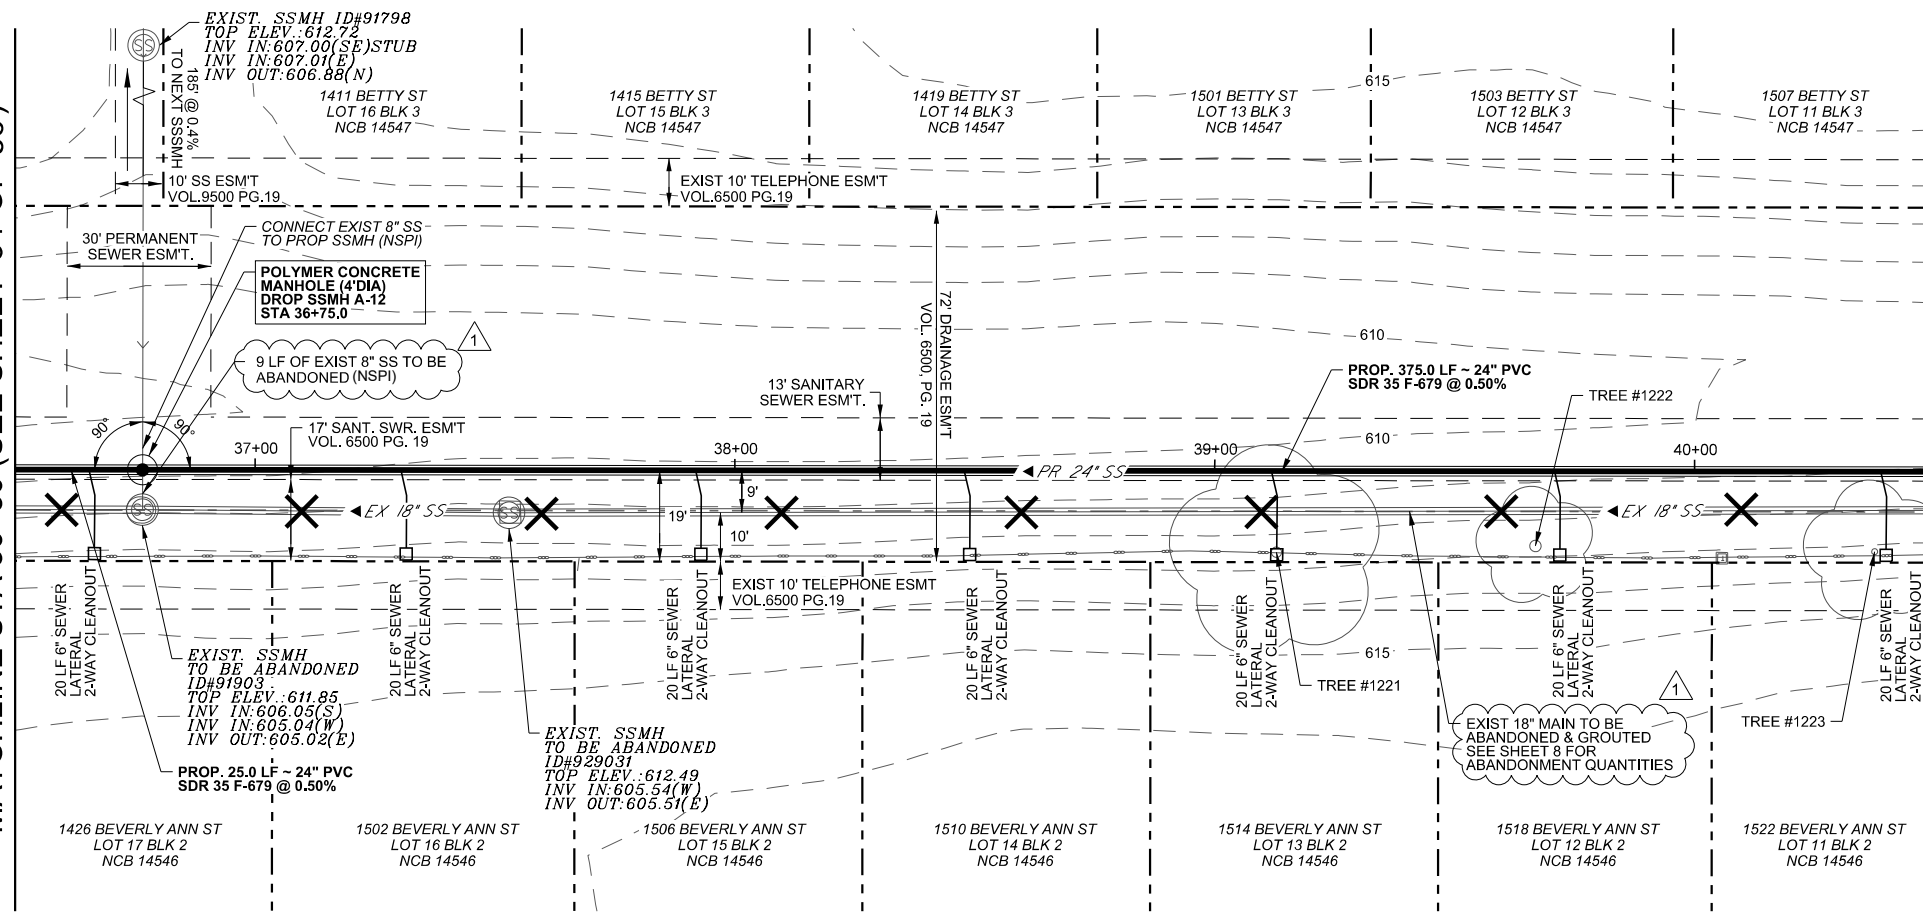 EXIST. SSMH ID#91798
TOP ELEV.:612.72
INV IN:607.00(SE)STUB
INV IN:607.01(E)
INV OUT:606.88(N)
185' @ 0.4%
TO NEXT SSSMH
1411 BETTY ST
LOT 16 BLK 3
NCB 14547
1415 BETTY ST
LOT 15 BLK 3
NCB 14547
1419 BETTY ST
LOT 14 BLK 3
NCB 14547
1501 BETTY ST
LOT 13 BLK 3
NCB 14547
615
1503 BETTY ST
LOT 12 BLK 3
NCB 14547
1507 BETTY ST
LOT 11 BLK 3
NCB 14547
10' SS ESM'T
VOL.9500 PG.19
EXIST 10' TELEPHONE ESM'T
VOL.6500 PG.19
30' PERMANENT
SEWER ESM'T.
CONNECT EXIST 8" SS
TO PROP SSMH (NSPI)
POLYMER CONCRETE
MANHOLE (4'DIA)
DROP SSMH A-12
STA 36+75.0
1
9 LF OF EXIST 8" SS TO BE
ABANDONED (NSPI)
72' DRAINAGE ESM'T
VOL. 6500, PG. 19
610
13' SANITARY
SEWER ESM'T.
PROP. 375.0 LF ~ 24" PVC
SDR 35 F-679 @ 0.50%
TREE #1222
90°
90°
17' SANT. SWR. ESM'T
VOL. 6500 PG. 19
610
37+00
38+00
39+00
40+00
PR 24" SS
SS
EX 18" SS
SS
9'
19'
10'
EX 18" SS
EXIST 10' TELEPHONE ESMT
VOL.6500 PG.19
20 LF 6" SEWER
LATERAL
2-WAY CLEANOUT
20 LF 6" SEWER
LATERAL
2-WAY CLEANOUT
20 LF 6" SEWER
LATERAL
2-WAY CLEANOUT
20 LF 6" SEWER
LATERAL
2-WAY CLEANOUT
20 LF 6" SEWER
LATERAL
2-WAY CLEANOUT
20 LF 6" SEWER
LATERAL
2-WAY CLEANOUT
20 LF 6" SEWER
LATERAL
2-WAY CLEANOUT
EXIST. SSMH
TO BE ABANDONED
ID#91903
TOP ELEV.:611.85
INV IN:606.05(S)
INV IN:605.04(W)
INV OUT:605.02(E)
615
TREE #1221
1
EXIST 18" MAIN TO BE
ABANDONED & GROUTED
SEE SHEET 8 FOR
ABANDONMENT QUANTITIES
TREE #1223
EXIST. SSMH
TO BE ABANDONED
ID#929031
TOP ELEV.:612.49
INV IN:605.54(W)
INV OUT:605.51(E)
PROP. 25.0 LF ~ 24" PVC
SDR 35 F-679 @ 0.50%
1426 BEVERLY ANN ST
LOT 17 BLK 2
NCB 14546
1502 BEVERLY ANN ST
LOT 16 BLK 2
NCB 14546
1506 BEVERLY ANN ST
LOT 15 BLK 2
NCB 14546
1510 BEVERLY ANN ST
LOT 14 BLK 2
NCB 14546
1514 BEVERLY ANN ST
LOT 13 BLK 2
NCB 14546
1518 BEVERLY ANN ST
LOT 12 BLK 2
NCB 14546
1522 BEVERLY ANN ST
LOT 11 BLK 2
NCB 14546
SS